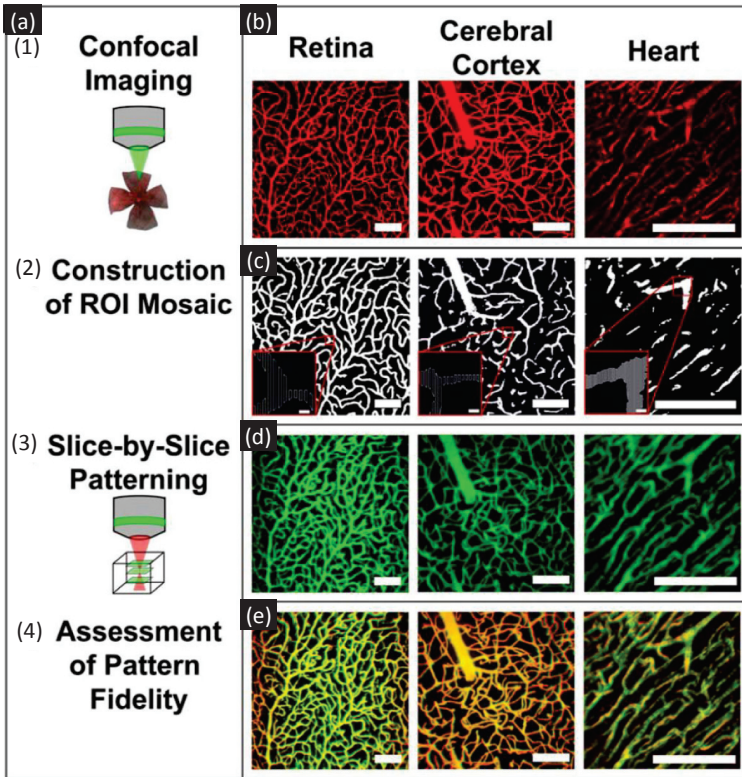 (a)
(1) Confocal
Imaging
(2) Construction
of ROI Mosaic
(3) Slice-by-Slice
Patterning
(4) Assessment
of Pattern
Fidelity
(b)
Retina
Cerebral
Cortex
Heart
(c)
(d)
(e)